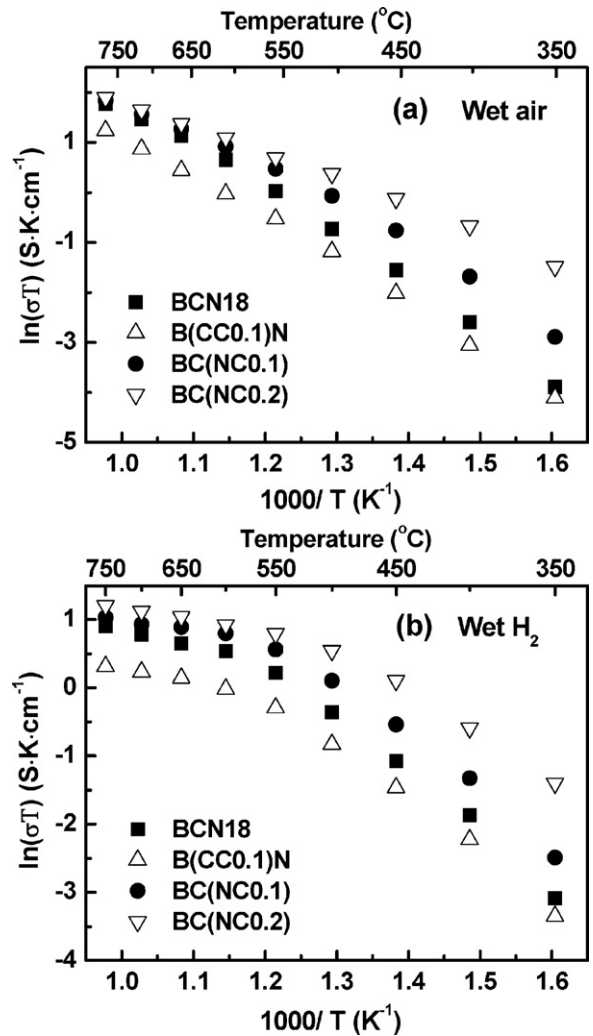 Temperature (°C)
750 650 550 450 350
(a) Wet air
1
-1
-3
-5
ln(σT) (S·K·cm⁻¹)
BCN18
B(CC0.1)N
BC(NC0.1)
BC(NC0.2)
1.0 1.1 1.2 1.3 1.4 1.5 1.6
1000/ T (K⁻¹)
Temperature (°C)
750 650 550 450 350
(b) Wet H₂
1
0
-1
-2
-3
-4
ln(σT) (S·K·cm⁻¹)
BCN18
B(CC0.1)N
BC(NC0.1)
BC(NC0.2)
1.0 1.1 1.2 1.3 1.4 1.5 1.6
1000/ T (K⁻¹)